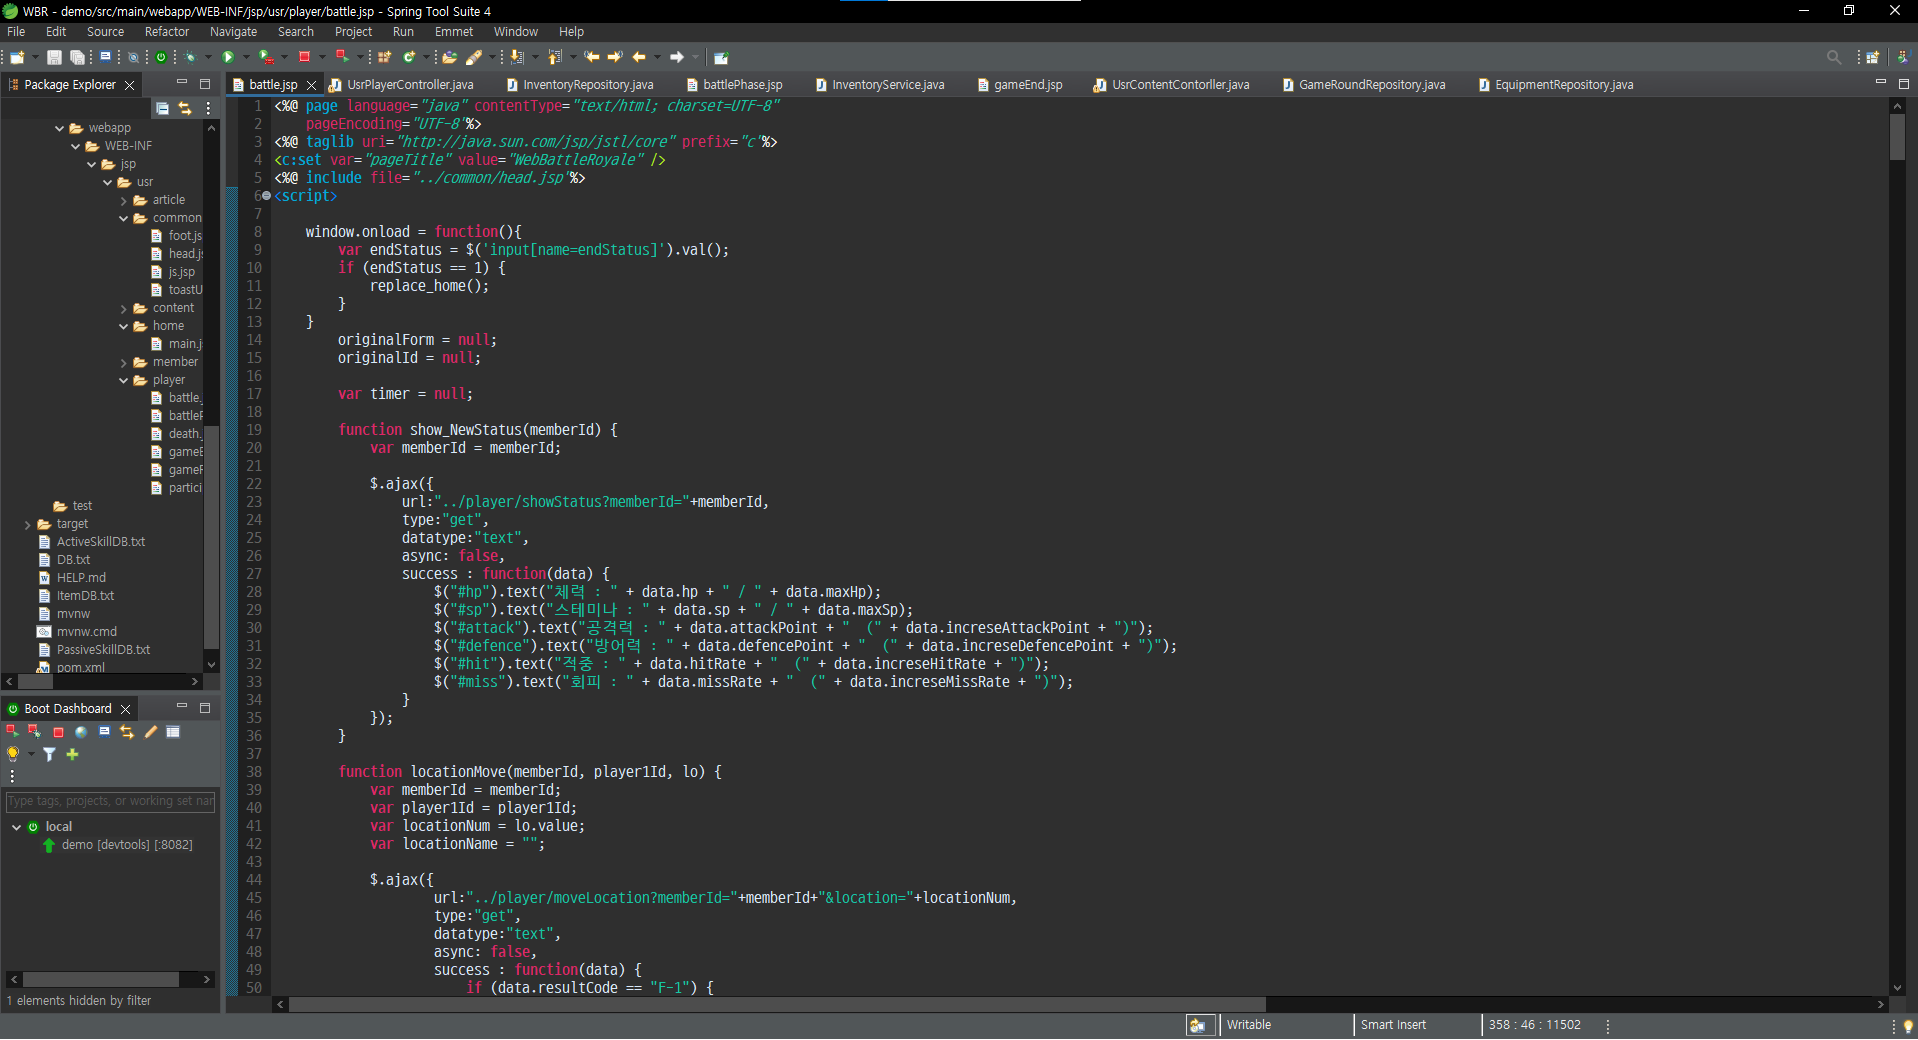 WBR - demo/src/main/webapp/WEB-INF/jsp/usr/player/battle.jsp - Spring Tool Suite 4
File Edit Source Refactor Navigate Search Project Run Emmet Window Help
Package Explorer
webapp
WEB-INF
jsp
usr
article
common
foot.js
head.js
js.jsp
toastU
content
home
main.j
member
player
battle.
battleP
death.
gameE
gameF
partici
test
target
ActiveSkillDB.txt
DB.txt
HELP.md
ItemDB.txt
mvnw
mvnw.cmd
PassiveSkillDB.txt
pom.xml
Boot Dashboard
Type tags, projects, or working set nar
local
demo [devtools] [:8082]
1 elements hidden by filter
battle.jsp UsrPlayerController.java InventoryRepository.java battlePhase.jsp InventoryService.java gameEnd.jsp UsrContentContorller.java GameRoundRepository.java EquipmentRepository.java
1 <%@ page language="java" contentType="text/html; charset=UTF-8"
2 pageEncoding="UTF-8"%>
3 <%@ taglib uri="http://java.sun.com/jsp/jstl/core" prefix="c"%>
4 <c:set var="pageTitle" value="WebBattleRoyale" />
5 <%@ include file="../common/head.jsp"%>
6 <script>
7
8 window.onload = function(){
9 var endStatus = $('input[name=endStatus]').val();
10 if (endStatus == 1) {
11 replace_home();
12 }
13 }
14 originalForm = null;
15 originalId = null;
16
17 var timer = null;
18
19 function show_NewStatus(memberId) {
20 var memberId = memberId;
21
22 $.ajax({
23 url:"../player/showStatus?memberId="+memberId,
24 type:"get",
25 datatype:"text",
26 async: false,
27 success : function(data) {
28 $("#hp").text("체력 : " + data.hp + " / " + data.maxHp);
29 $("#sp").text("스테미나 : " + data.sp + " / " + data.maxSp);
30 $("#attack").text("공격력 : " + data.attackPoint + "  (" + data.increseAttackPoint + ")");
31 $("#defence").text("방어력 : " + data.defencePoint + "  (" + data.increseDefencePoint + ")");
32 $("#hit").text("적중 : " + data.hitRate + "  (" + data.increseHitRate + ")");
33 $("#miss").text("회피 : " + data.missRate + "  (" + data.increseMissRate + ")");
34 }
35 });
36 }
37
38 function locationMove(memberId, player1Id, lo) {
39 var memberId = memberId;
40 var player1Id = player1Id;
41 var locationNum = lo.value;
42 var locationName = "";
43
44 $.ajax({
45 url:"../player/moveLocation?memberId="+memberId+"&location="+locationNum,
46 type:"get",
47 datatype:"text",
48 async: false,
49 success : function(data) {
50 if (data.resultCode == "F-1") {
Writable Smart Insert 358 : 46 : 11502